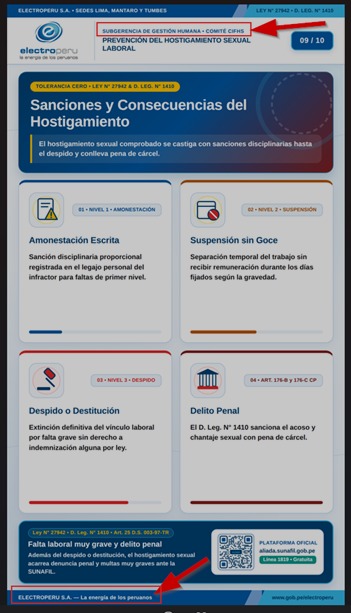 ELECTROPERU S.A. • SEDES LIMA, MANTARO Y TUMBES
LEY N° 27942 • D. LEG. N° 1410
electroperu
la energía de los peruanos
SUBGERENCIA DE GESTIÓN HUMANA • COMITÉ CIFHS
PREVENCIÓN DEL HOSTIGAMIENTO SEXUAL
LABORAL
09 / 10
TOLERANCIA CERO • LEY N° 27942 & D. LEG. N° 1410
Sanciones y Consecuencias del
Hostigamiento
El hostigamiento sexual comprobado se castiga con sanciones disciplinarias hasta
el despido y conlleva pena de cárcel.
01 • NIVEL 1 • AMONESTACIÓN
Amonestación Escrita
Sanción disciplinaria proporcional
registrada en el legajo personal del
infractor para faltas de primer nivel.
02 • NIVEL 2 • SUSPENSIÓN
Suspensión sin Goce
Separación temporal del trabajo sin
recibir remuneración durante los días
fijados según la gravedad.
03 • NIVEL 3 • DESPIDO
Despido o Destitución
Extinción definitiva del vínculo laboral
por falta grave sin derecho a
indemnización alguna por ley.
04 • ART. 176-B y 176-C CP
Delito Penal
El D. Leg. N° 1410 sanciona el acoso y
chantaje sexual con pena de cárcel.
Ley N° 27942 • D. Leg. N° 1410 • Art. 25 D.S. 003-97-TR
Falta laboral muy grave y delito penal
Además del despido o destitución, el hostigamiento sexual
acarrea denuncia penal y multas muy graves ante la
SUNAFIL.
PLATAFORMA OFICIAL
aliada.sunafil.gob.pe
Línea 1819 • Gratuita
ELECTROPERU S.A. — La energía de los peruanos
www.gob.pe/electroperu